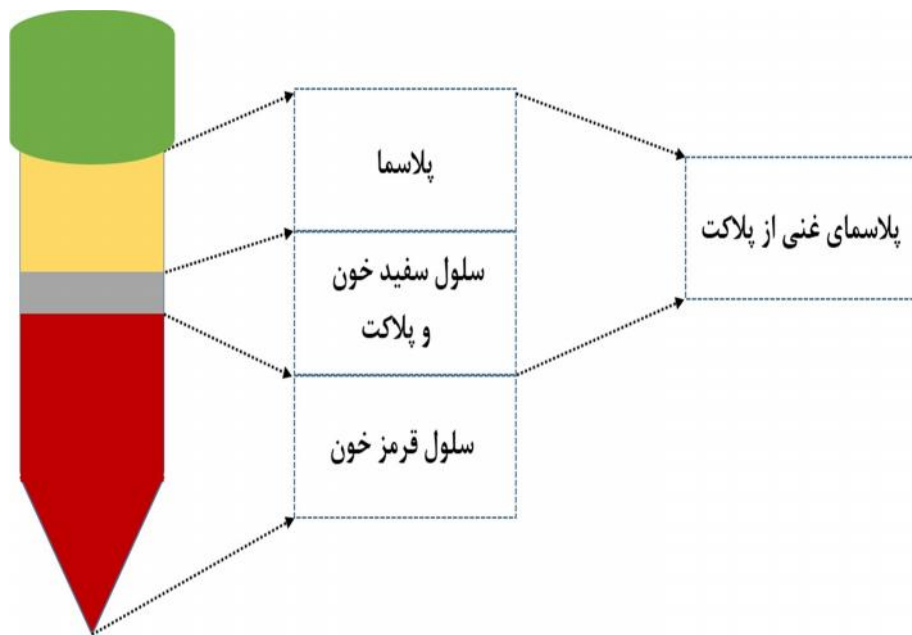 پلاسما
سلول سفید خون
و پلاکت
سلول قرمز خون
پلاسمای غنی از پلاکت